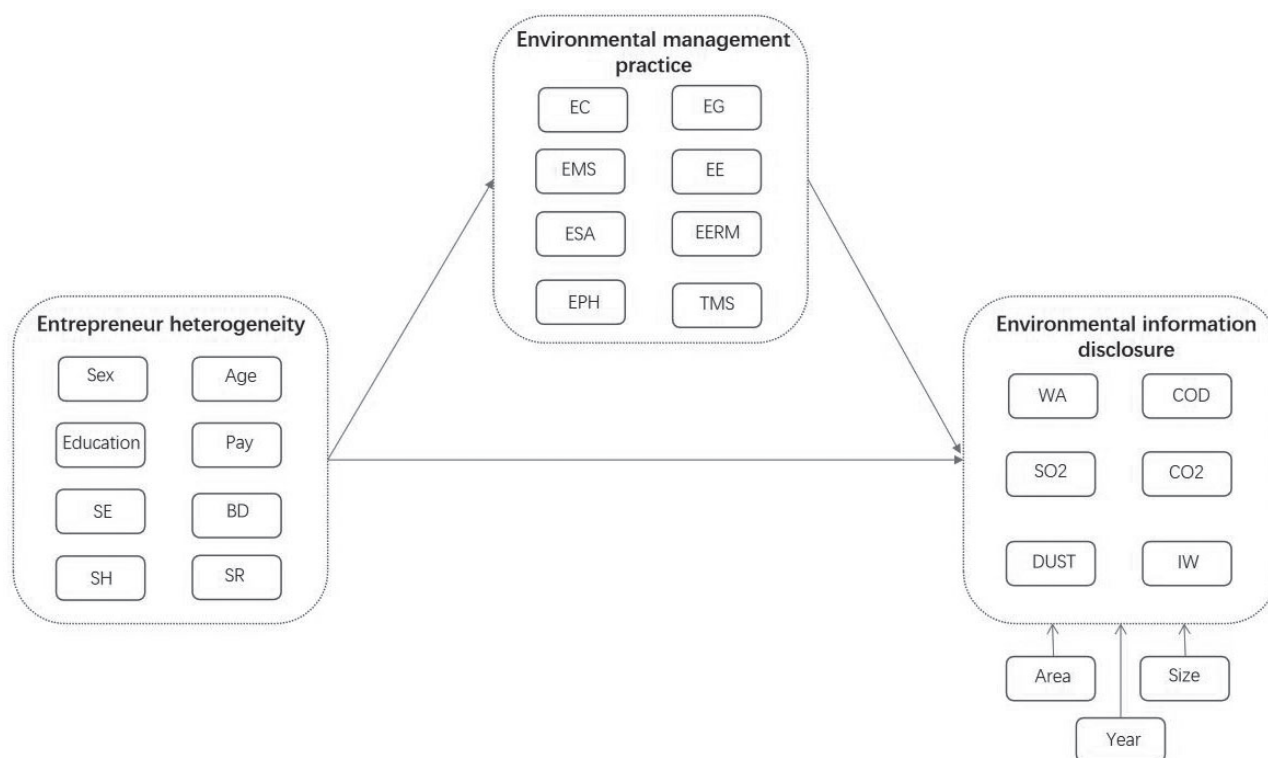 Environmental management
practice
EC
EG
EMS
EE
ESA
EERM
EPH
TMS
Entrepreneur heterogeneity
Sex
Age
Education
Pay
SE
BD
SH
SR
Environmental information
disclosure
WA
COD
SO2
CO2
DUST
IW
Area
Size
Year